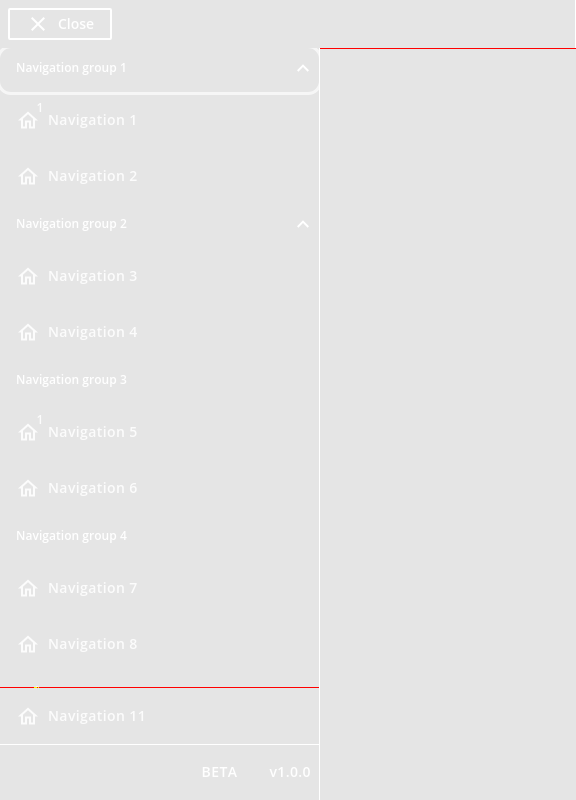 Close
Navigation group 1
1
Navigation 1
Navigation 2
Navigation group 2
Navigation 3
Navigation 4
Navigation group 3
1
Navigation 5
Navigation 6
Navigation group 4
Navigation 7
Navigation 8
Navigation 11
BETA v1.0.0